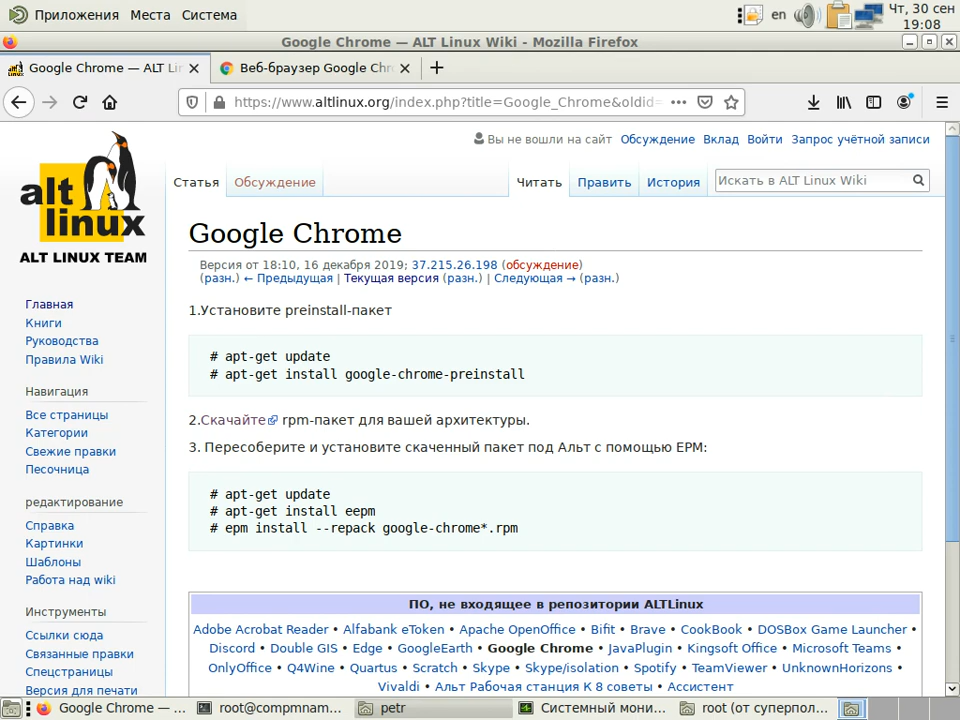 Приложения Места Система en Чт, 30 сен
19:08
Google Chrome — ALT Linux Wiki - Mozilla Firefox
Google Chrome — ALT Lir Веб-браузер Google Chr
https://www.altlinux.org/index.php?title=Google_Chrome&oldid=
Вы не вошли на сайт Обсуждение Вклад Войти Запрос учётной записи
Статья Обсуждение Читать Править История Искать в ALT Linux Wiki
alt
linux
ALT LINUX TEAM
Главная
Книги
Руководства
Правила Wiki
Навигация
Все страницы
Категории
Свежие правки
Песочница
редактирование
Справка
Картинки
Шаблоны
Работа над wiki
Инструменты
Ссылки сюда
Связанные правки
Спецстраницы
Версия для печати
Google Chrome
Версия от 18:10, 16 декабря 2019; 37.215.26.198 (обсуждение)
(разн.) ← Предыдущая | Текущая версия (разн.) | Следующая → (разн.)
1.Установите preinstall-пакет
# apt-get update
# apt-get install google-chrome-preinstall
2.Скачайте rpm-пакет для вашей архитектуры.
3. Пересоберите и установите скаченный пакет под Альт с помощью EPM:
# apt-get update
# apt-get install eepm
# epm install --repack google-chrome*.rpm
ПО, не входящее в репозитории ALTLinux
Adobe Acrobat Reader • Alfabank eToken • Apache OpenOffice • Bifit • Brave • CookBook • DOSBox Game Launcher •
Discord • Double GIS • Edge • GoogleEarth • Google Chrome • JavaPlugin • Kingsoft Office • Microsoft Teams •
OnlyOffice • Q4Wine • Quartus • Scratch • Skype • Skype/isolation • Spotify • TeamViewer • UnknownHorizons •
Vivaldi • Альт Рабочая станция К 8 советы • Ассистент
Google Chrome — ... root@compmnam... petr Системный мони... root (от суперпол...